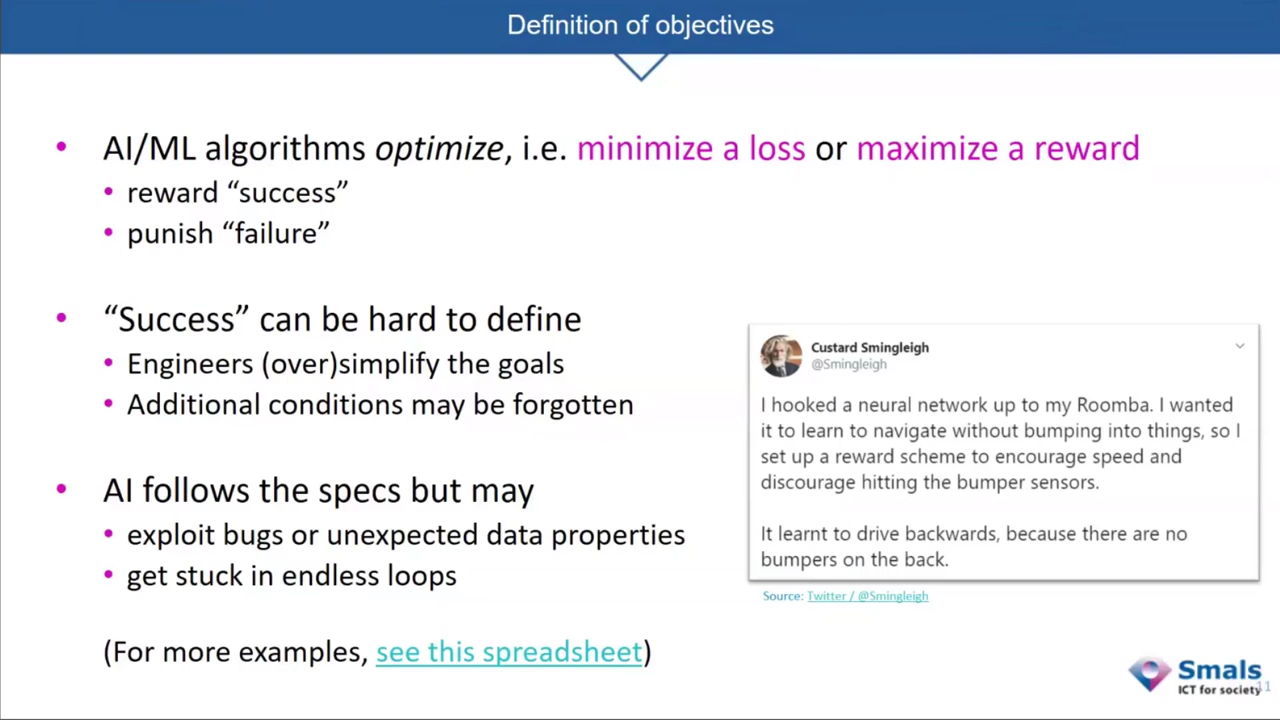 Definition of objectives
• AI/ML algorithms optimize, i.e. minimize a loss or maximize a reward
• reward “success”
• punish “failure”
• “Success” can be hard to define
• Engineers (over)simplify the goals
• Additional conditions may be forgotten
• AI follows the specs but may
• exploit bugs or unexpected data properties
• get stuck in endless loops
(For more examples, see this spreadsheet)
Custard Smingleigh
@Smingleigh
I hooked a neural network up to my Roomba. I wanted
it to learn to navigate without bumping into things, so I
set up a reward scheme to encourage speed and
discourage hitting the bumper sensors.
It learnt to drive backwards, because there are no
bumpers on the back.
Source: Twitter / @Smingleigh
Smals
ICT for society
11